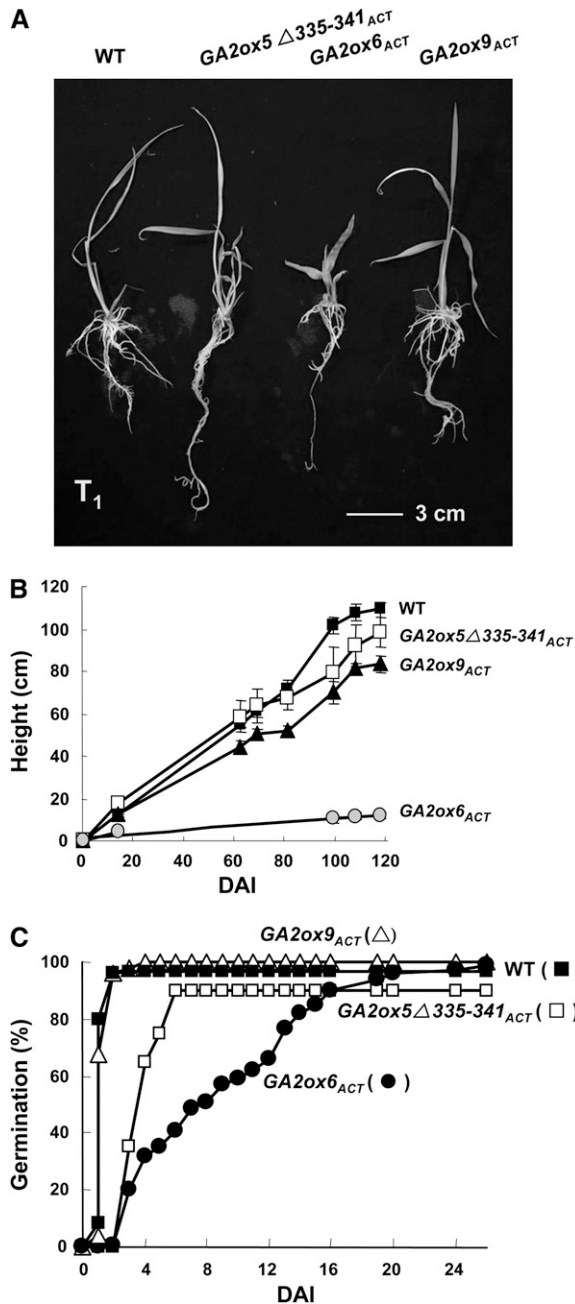 A
WT GA2ox5 △335-341ACT GA2ox6ACT GA2ox9ACT
T1
3 cm
B
120
100
80
60
40
20
0
Height (cm)
WT
GA2ox5△335-341ACT
GA2ox9ACT
GA2ox6ACT
0 20 40 60 80 100 120
DAI
C
GA2ox9ACT (△)
100
80
60
40
20
0
Germination (%)
WT (■)
GA2ox5△335-341ACT (□)
GA2ox6ACT (●)
0 4 8 12 16 20 24
DAI